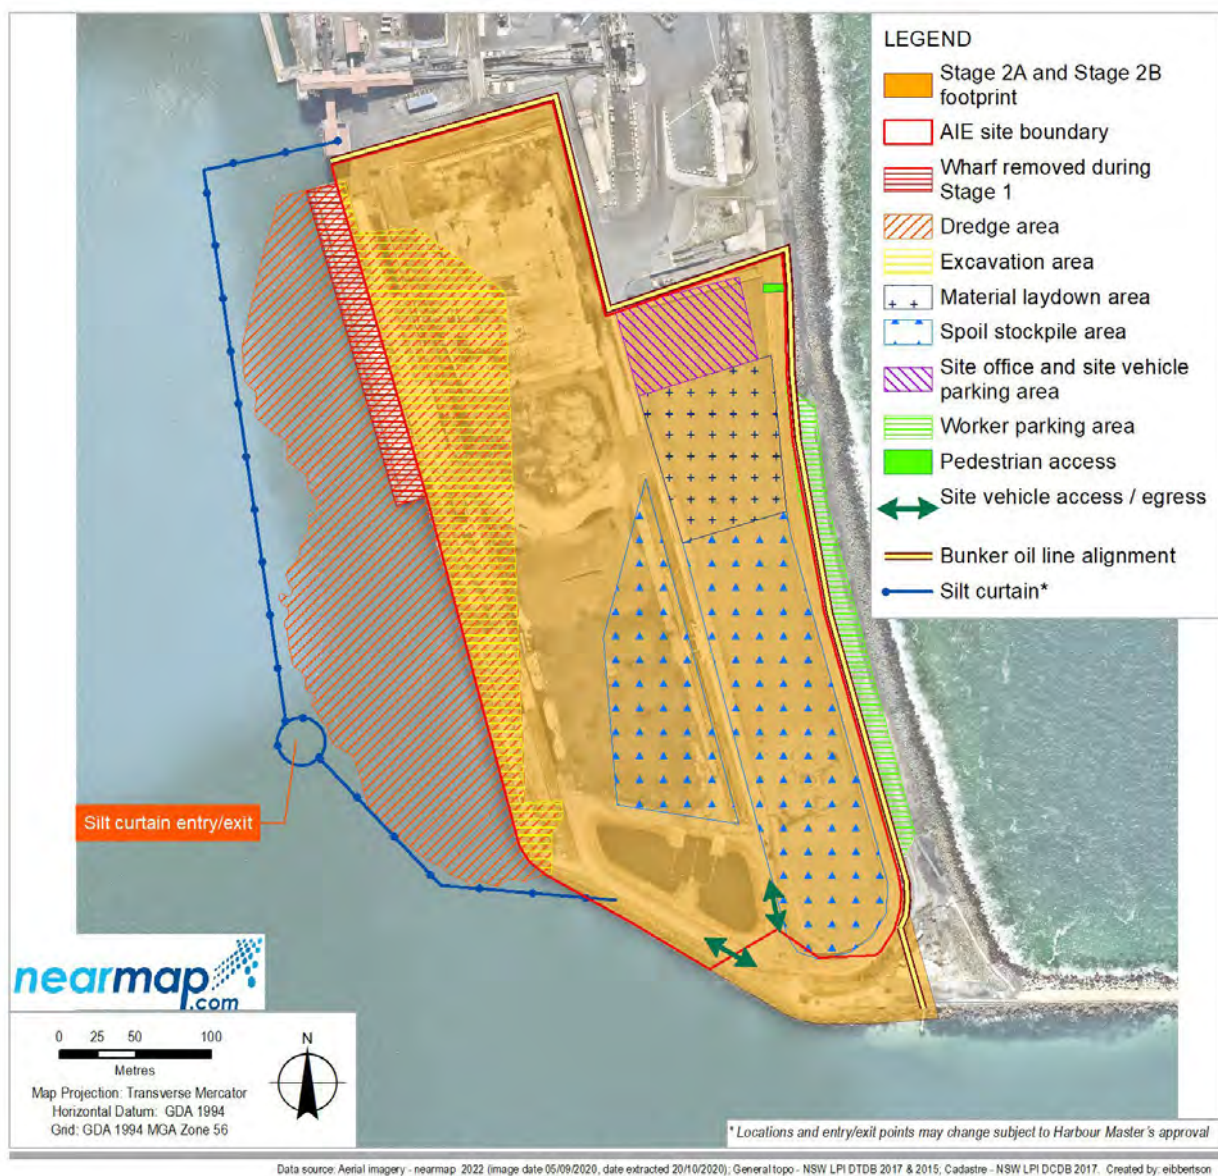 LEGEND
Stage 2A and Stage 2B
footprint
AIE site boundary
Wharf removed during
Stage 1
Dredge area
Excavation area
Material laydown area
Spoil stockpile area
Site office and site vehicle
parking area
Worker parking area
Pedestrian access
Site vehicle access / egress
Bunker oil line alignment
Silt curtain*
Silt curtain entry/exit
nearmap
.com
0 25 50 100
Metres
Map Projection: Transverse Mercator
Horizontal Datum: GDA 1994
Grid: GDA 1994 MGA Zone 56
N
* Locations and entry/exit points may change subject to Harbour Master's approval
Data source: Aerial imagery - nearmap 2022 (image date 05/09/2020, date extracted 20/10/2020); General topo - NSW LPI DTDB 2017 & 2015; Cadastre - NSW LPI DCDB 2017. Created by: eibbertson